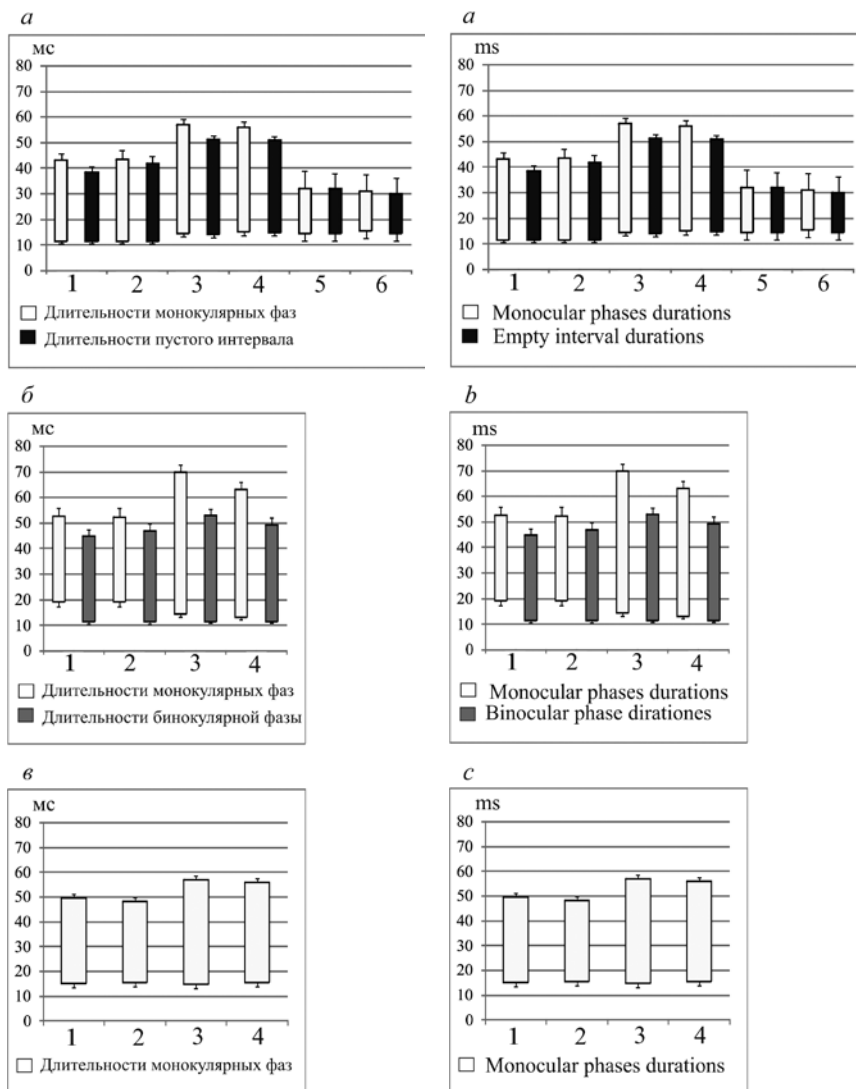 а
мс
80
70
60
50
40
30
20
10
0
1 2 3 4 5 6
Длительности монокулярных фаз
Длительности пустого интервала
a
ms
80
70
60
50
40
30
20
10
0
1 2 3 4 5 6
Monocular phases durations
Empty interval durations
б
мс
80
70
60
50
40
30
20
10
0
1 2 3 4
Длительности монокулярных фаз
Длительности бинокулярной фазы
b
ms
80
70
60
50
40
30
20
10
0
1 2 3 4
Monocular phases durations
Binocular phase dirationes
в
мс
80
70
60
50
40
30
20
10
0
1 2 3 4
Длительности монокулярных фаз
c
ms
80
70
60
50
40
30
20
10
0
1 2 3 4
Monocular phases durations